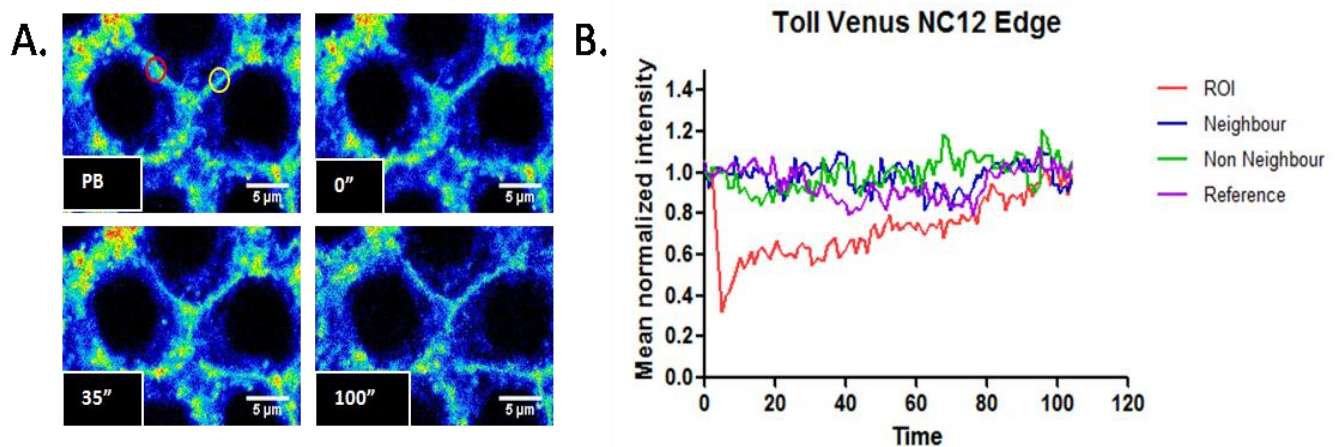 A.
PB
5 µm
0”
5 µm
35”
5 µm
100”
5 µm
B.
Toll Venus NC12 Edge
Mean normalized intensity
1.4
1.2
1.0
0.8
0.6
0.4
0.2
0.0
0 20 40 60 80 100 120
Time
ROI
Neighbour
Non Neighbour
Reference